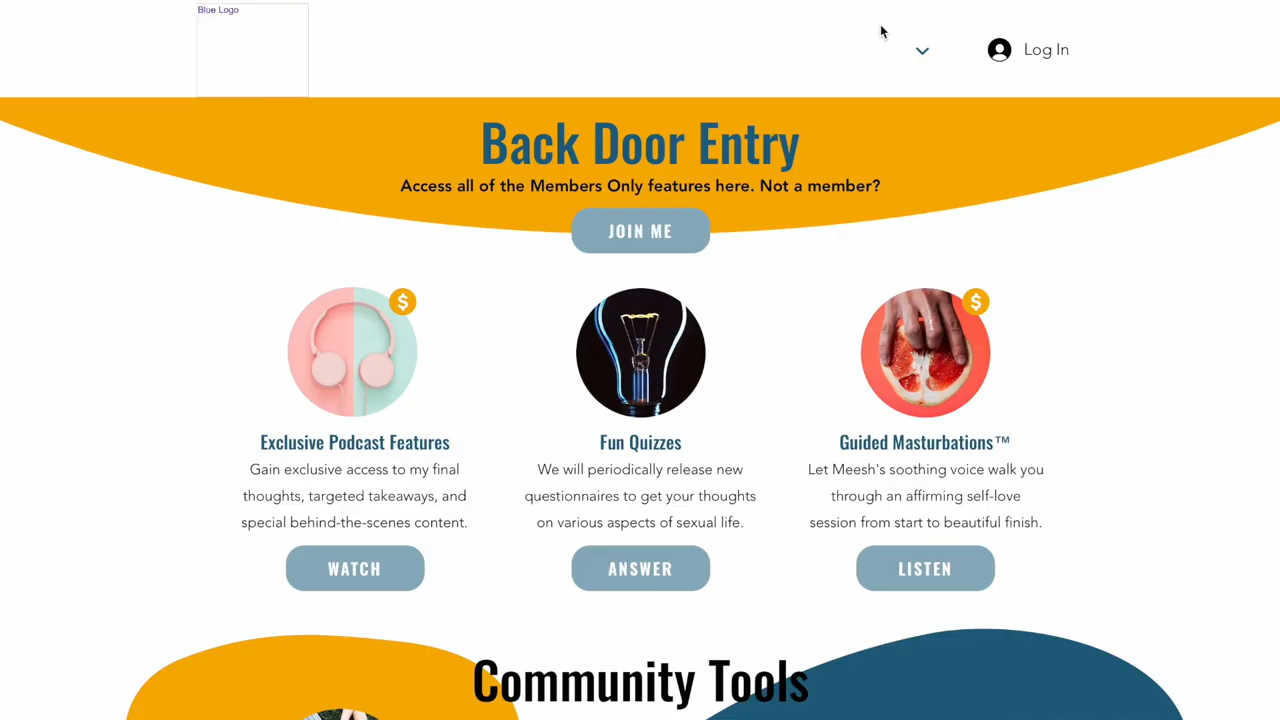 Blue Logo
Log In
Back Door Entry
Access all of the Members Only features here. Not a member?
JOIN ME
$
$
Exclusive Podcast Features
Gain exclusive access to my final
thoughts, targeted takeaways, and
special behind-the-scenes content.
WATCH
Fun Quizzes
We will periodically release new
questionnaires to get your thoughts
on various aspects of sexual life.
ANSWER
Guided Masturbations™
Let Meesh's soothing voice walk you
through an affirming self-love
session from start to beautiful finish.
LISTEN
Community Tools